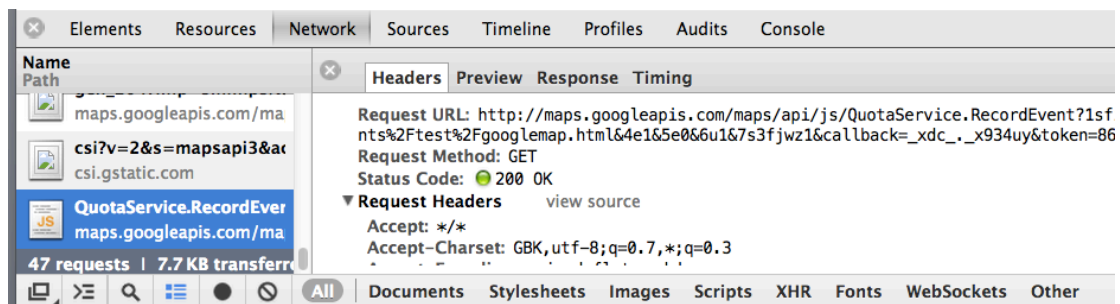 Elements Resources Network Sources Timeline Profiles Audits Console
Name
Path
Headers Preview Response Timing
maps.googleapis.com/ma
csi?v=2&s=mapsapi3&ac
csi.gstatic.com
QuotaService.RecordEver
maps.googleapis.com/ma
47 requests | 7.7 KB transferre
Request URL: http://maps.googleapis.com/maps/api/js/QuotaService.RecordEvent?1sf
nts%2Ftest%2Fgooglemap.html&4e1&5e0&6u1&7s3fjwz1&callback=_xdc_._x934uy&token=86
Request Method: GET
Status Code: 200 OK
Request Headers view source
Accept: */*
Accept-Charset: GBK,utf-8;q=0.7,*;q=0.3
All Documents Stylesheets Images Scripts XHR Fonts WebSockets Other